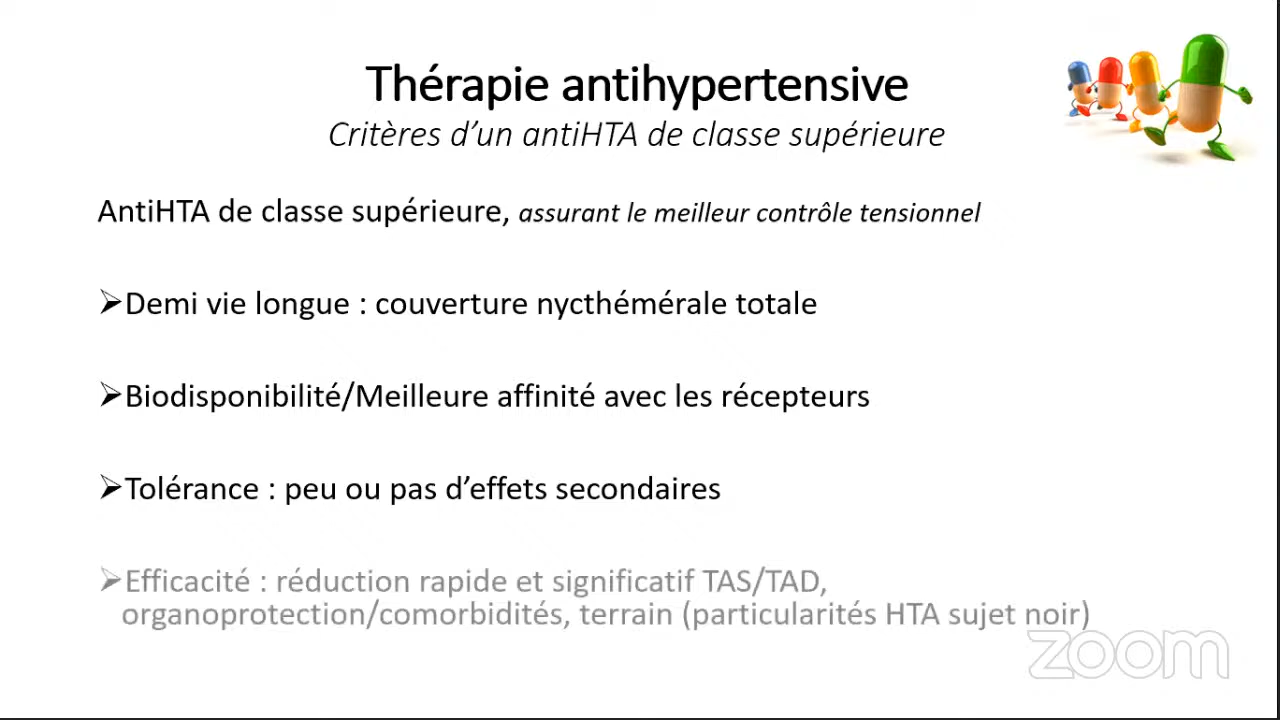 Thérapie antihypertensive
Critères d’un antiHTA de classe supérieure
AntiHTA de classe supérieure, assurant le meilleur contrôle tensionnel
➢Demi vie longue : couverture nycthémérale totale
➢Biodisponibilité/Meilleure affinité avec les récepteurs
➢Tolérance : peu ou pas d’effets secondaires
➢Efficacité : réduction rapide et significatif TAS/TAD,
organoprotection/comorbidités, terrain (particularités HTA sujet noir)
zoom